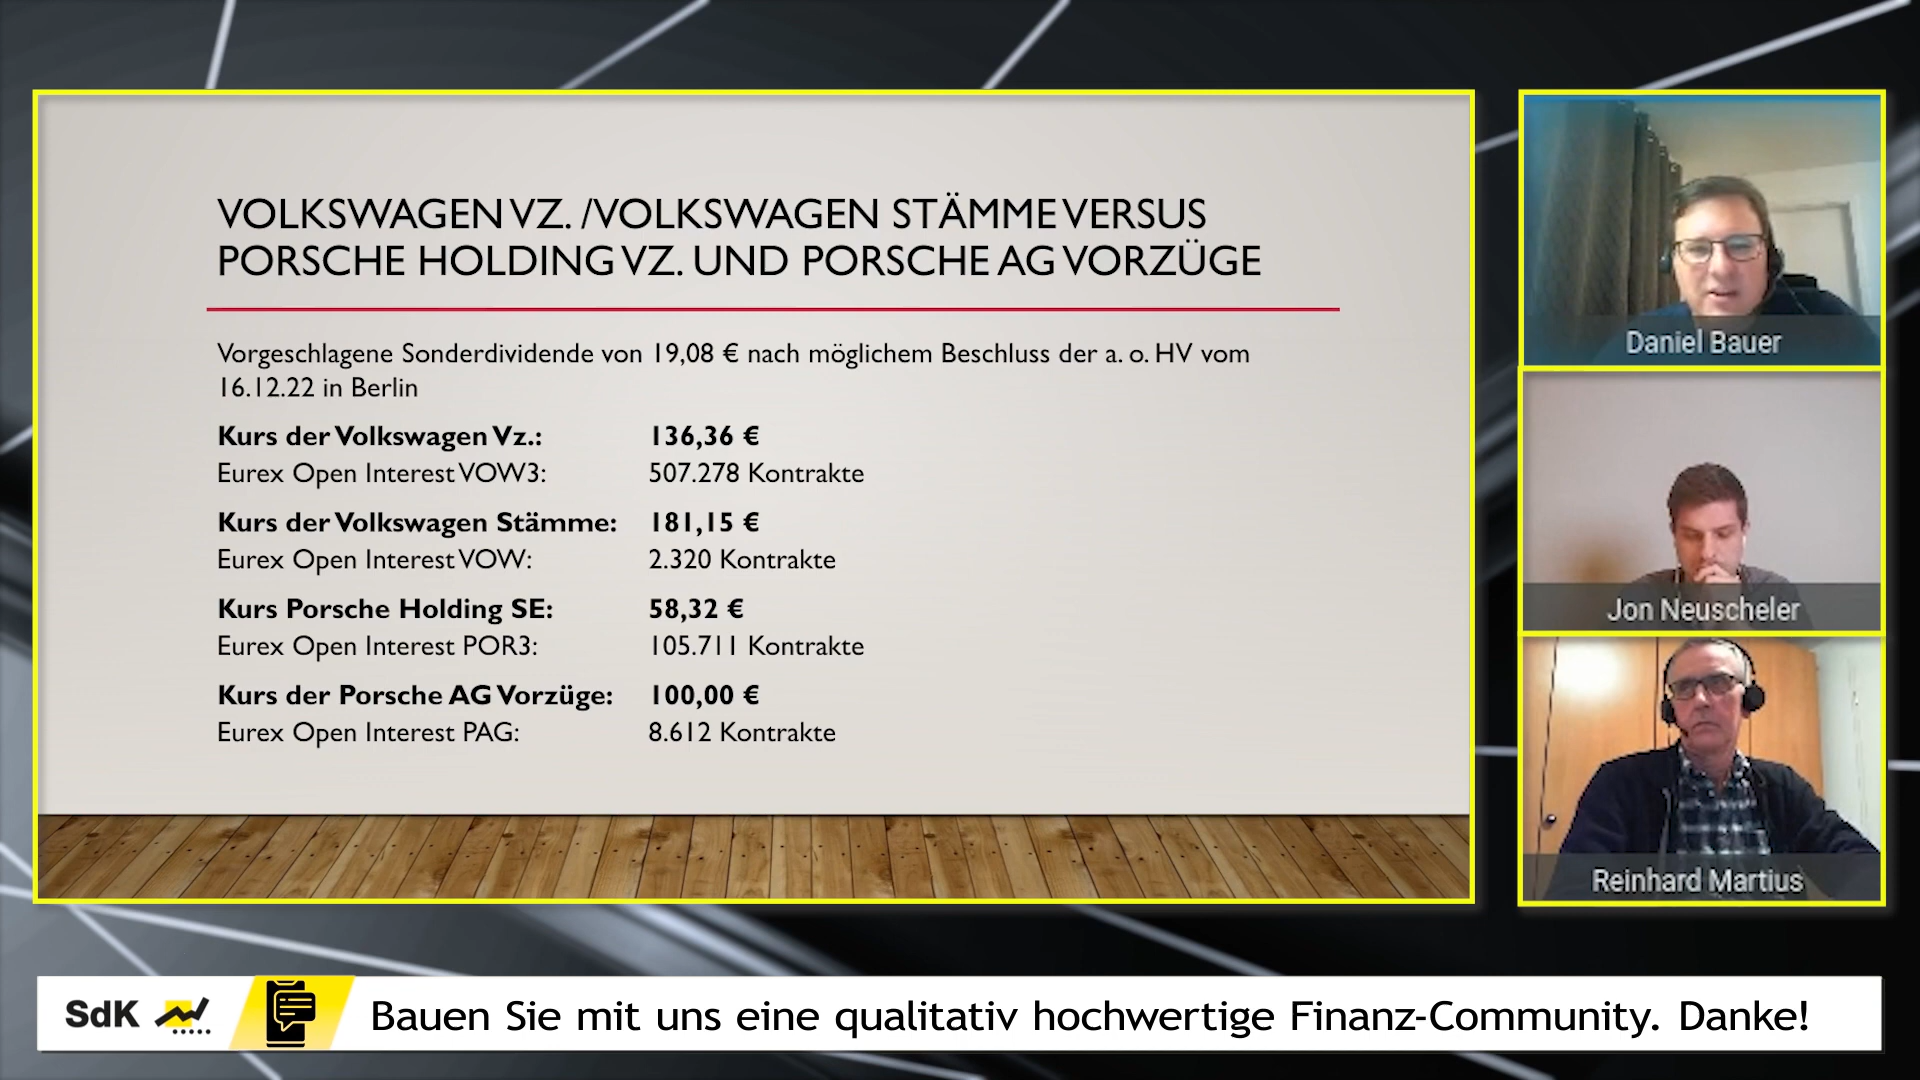 VOLKSWAGEN VZ. /VOLKSWAGEN STÄMME VERSUS
PORSCHE HOLDING VZ. UND PORSCHE AG VORZÜGE
Vorgeschlagene Sonderdividende von 19,08 € nach möglichem Beschluss der a. o. HV vom
16.12.22 in Berlin
Kurs der Volkswagen Vz.: 136,36 €
Eurex Open Interest VOW3: 507.278 Kontrakte
Kurs der Volkswagen Stämme: 181,15 €
Eurex Open Interest VOW: 2.320 Kontrakte
Kurs Porsche Holding SE: 58,32 €
Eurex Open Interest POR3: 105.711 Kontrakte
Kurs der Porsche AG Vorzüge: 100,00 €
Eurex Open Interest PAG: 8.612 Kontrakte
Daniel Bauer
Jon Neuscheler
Reinhard Martius
SdK
Bauen Sie mit uns eine qualitativ hochwertige Finanz-Community. Danke!